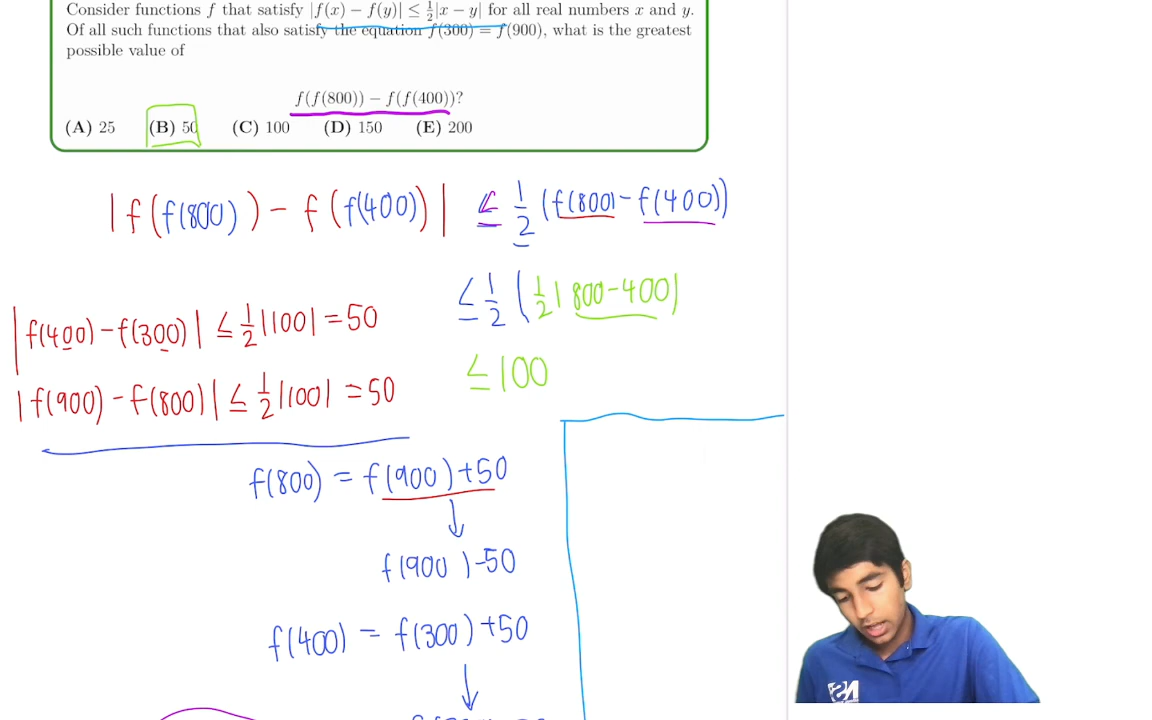 Consider functions f that satisfy |f(x) − f(y)| ≤ 1/2|x − y| for all real numbers x and y.
Of all such functions that also satisfy the equation f(300) = f(900), what is the greatest
possible value of
f(f(800)) − f(f(400))?
(A) 25 (B) 50 (C) 100 (D) 150 (E) 200
|f(f(800)) - f(f(400))| ≤ 1/2 (f(800) - f(400))
≤ 1/2 (1/2 |800-400|
|f(400) - f(300)| ≤ 1/2 |100| = 50
≤ 100
|f(900) - f(800)| ≤ 1/2 |100| = 50
f(800) = f(900) + 50
↓
f(900) - 50
f(400) = f(300) + 50
↓